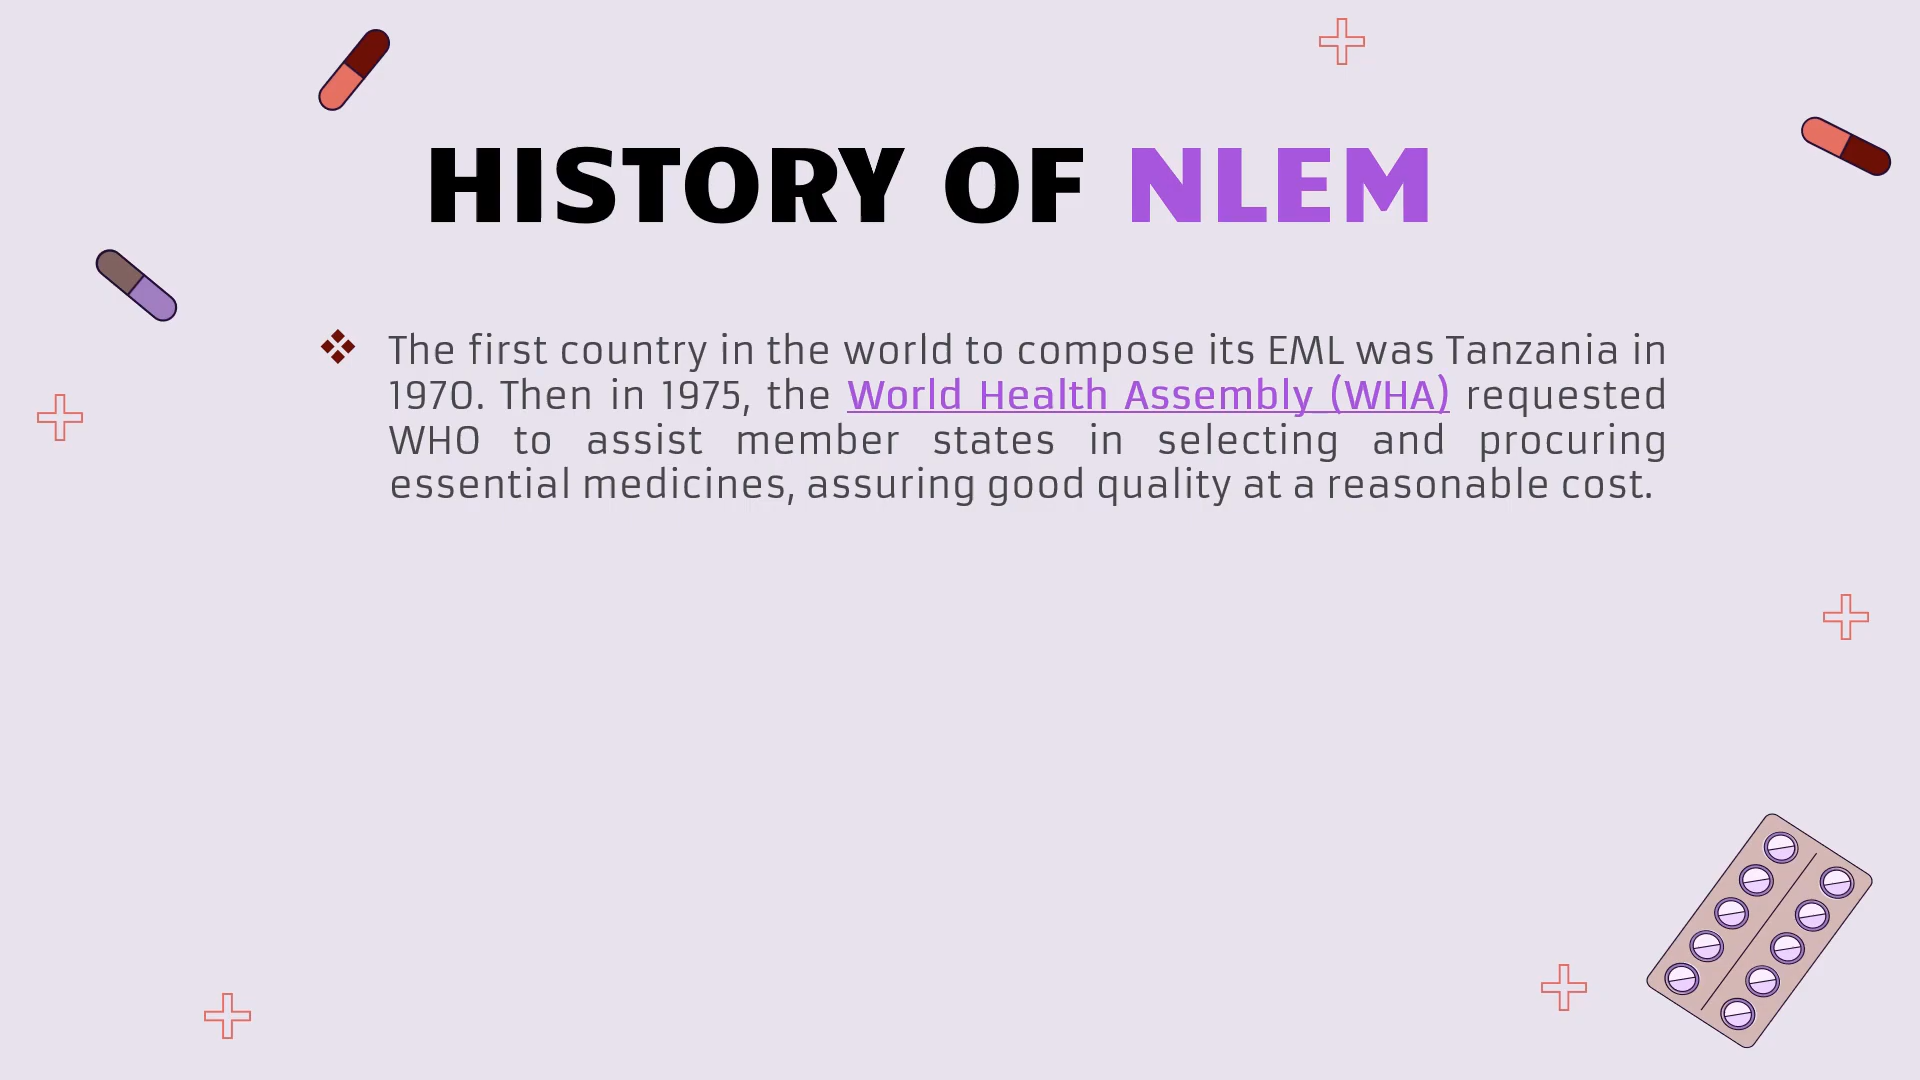 HISTORY OF NLEM
❖ The first country in the world to compose its EML was Tanzania in
1970. Then in 1975, the World Health Assembly (WHA) requested
WHO to assist member states in selecting and procuring
essential medicines, assuring good quality at a reasonable cost.